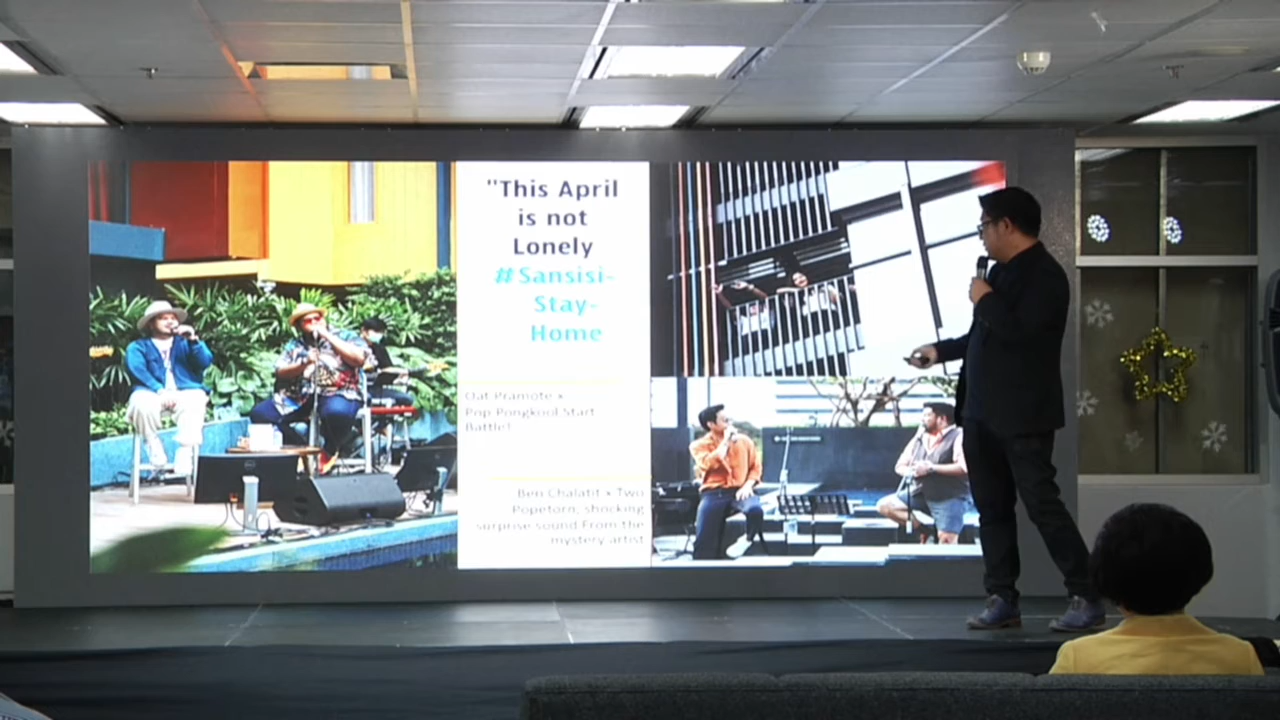 "This April
is not
Lonely
#Sansisi-
Stay-
Home
Oat Pramote x
Pop Pongkool Start
Battle!
Ben Chalatit x Two
Popetorn, shocking
surprise sound From the
mystery artist